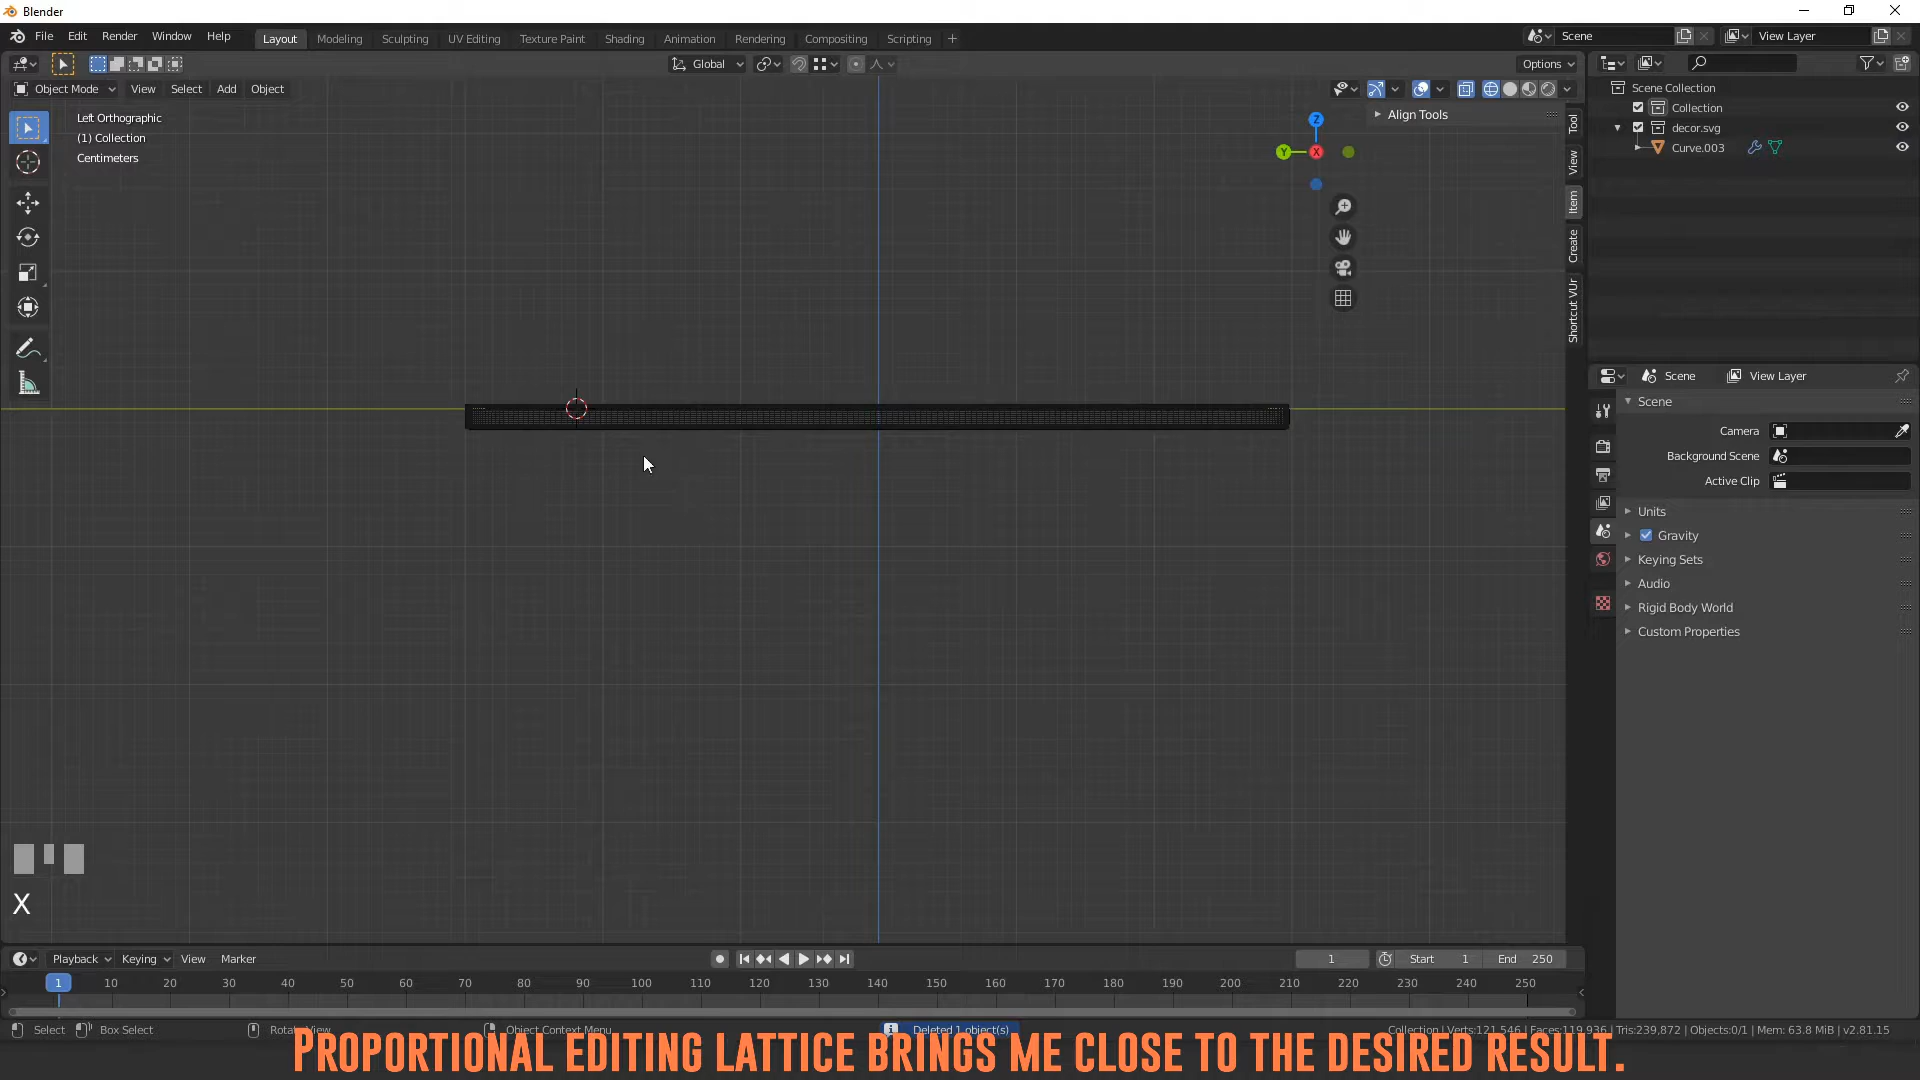 Blender
File Edit Render Window Help Layout Modeling Sculpting UV Editing Texture Paint Shading Animation Rendering Compositing Scripting + Scene View Layer
Global Options
Object Mode View Select Add Object
Left Orthographic
(1) Collection
Centimeters
Align Tools
Z
Y X
Tool
View
Item
Create
Shortcut VUr
Scene Collection
Collection
decor.svg
Curve.003
Scene View Layer
Scene
Camera
Background Scene
Active Clip
Units
Gravity
Keying Sets
Audio
Rigid Body World
Custom Properties
X
Playback Keying View Marker 1 Start 1 End 250
1 10 20 30 40 50 60 70 80 90 100 110 120 130 140 150 160 170 180 190 200 210 220 230 240 250
Select Box Select Rotate View Object Context Menu Deleted 1 object(s) Collection | Verts:121,546 | Faces:119,936 | Tris:239,872 | Objects:0/1 | Mem: 63.8 MiB | v2.81.15
PROPORTIONAL EDITING LATTICE BRINGS ME CLOSE TO THE DESIRED RESULT.